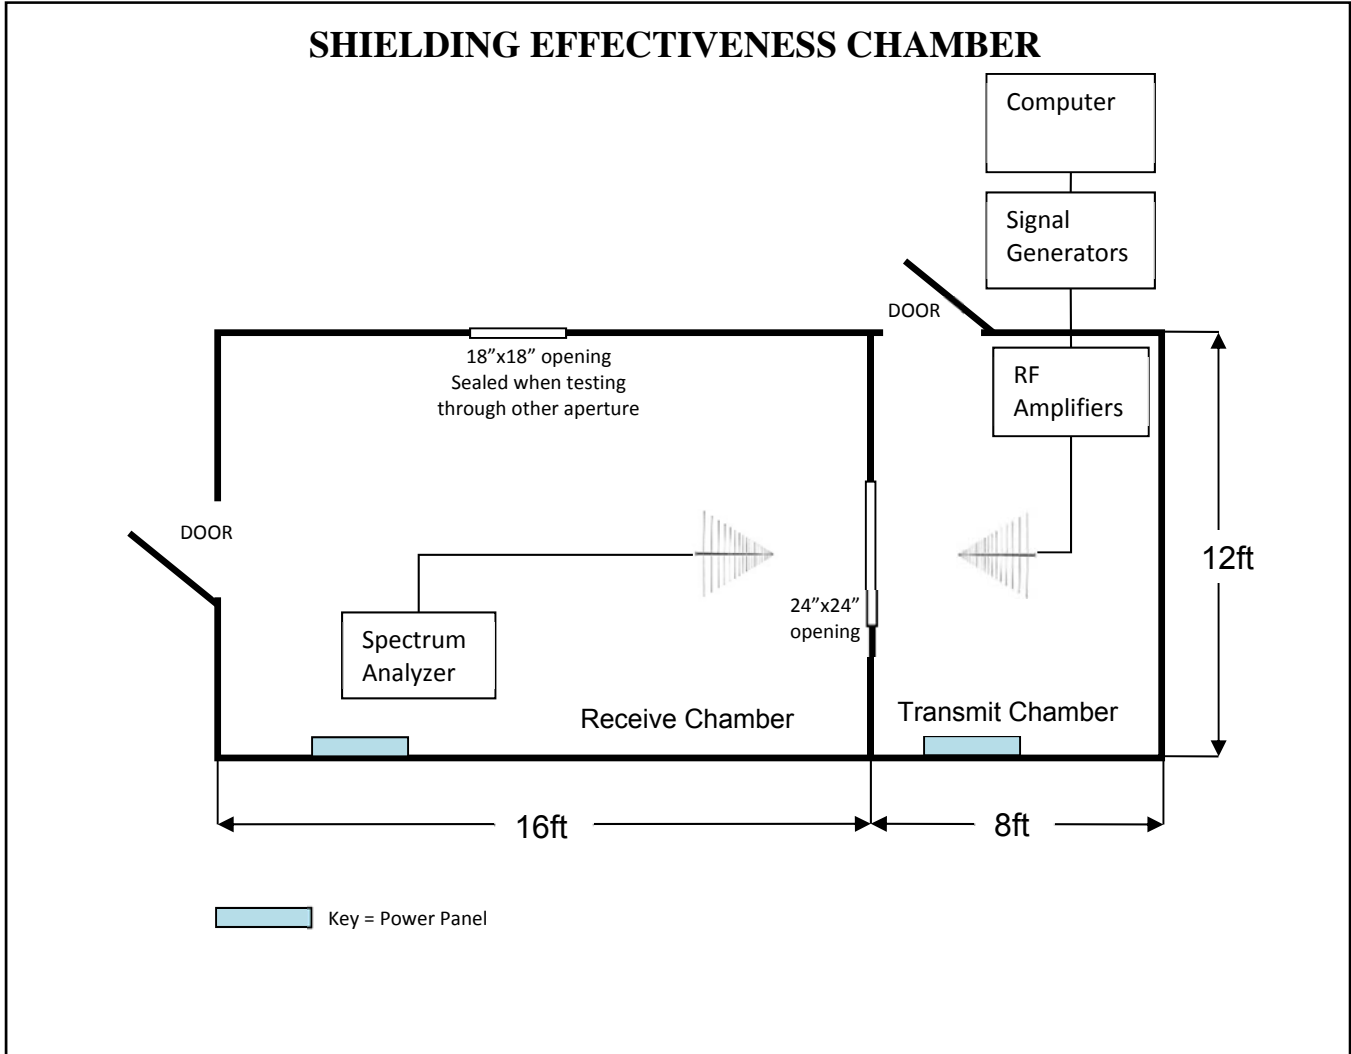 SHIELDING EFFECTIVENESS CHAMBER
Computer
Signal
Generators
DOOR
18”x18” opening
Sealed when testing
through other aperture
RF
Amplifiers
DOOR
12ft
24”x24”
opening
Spectrum
Analyzer
Receive Chamber
Transmit Chamber
16ft
8ft
Key = Power Panel